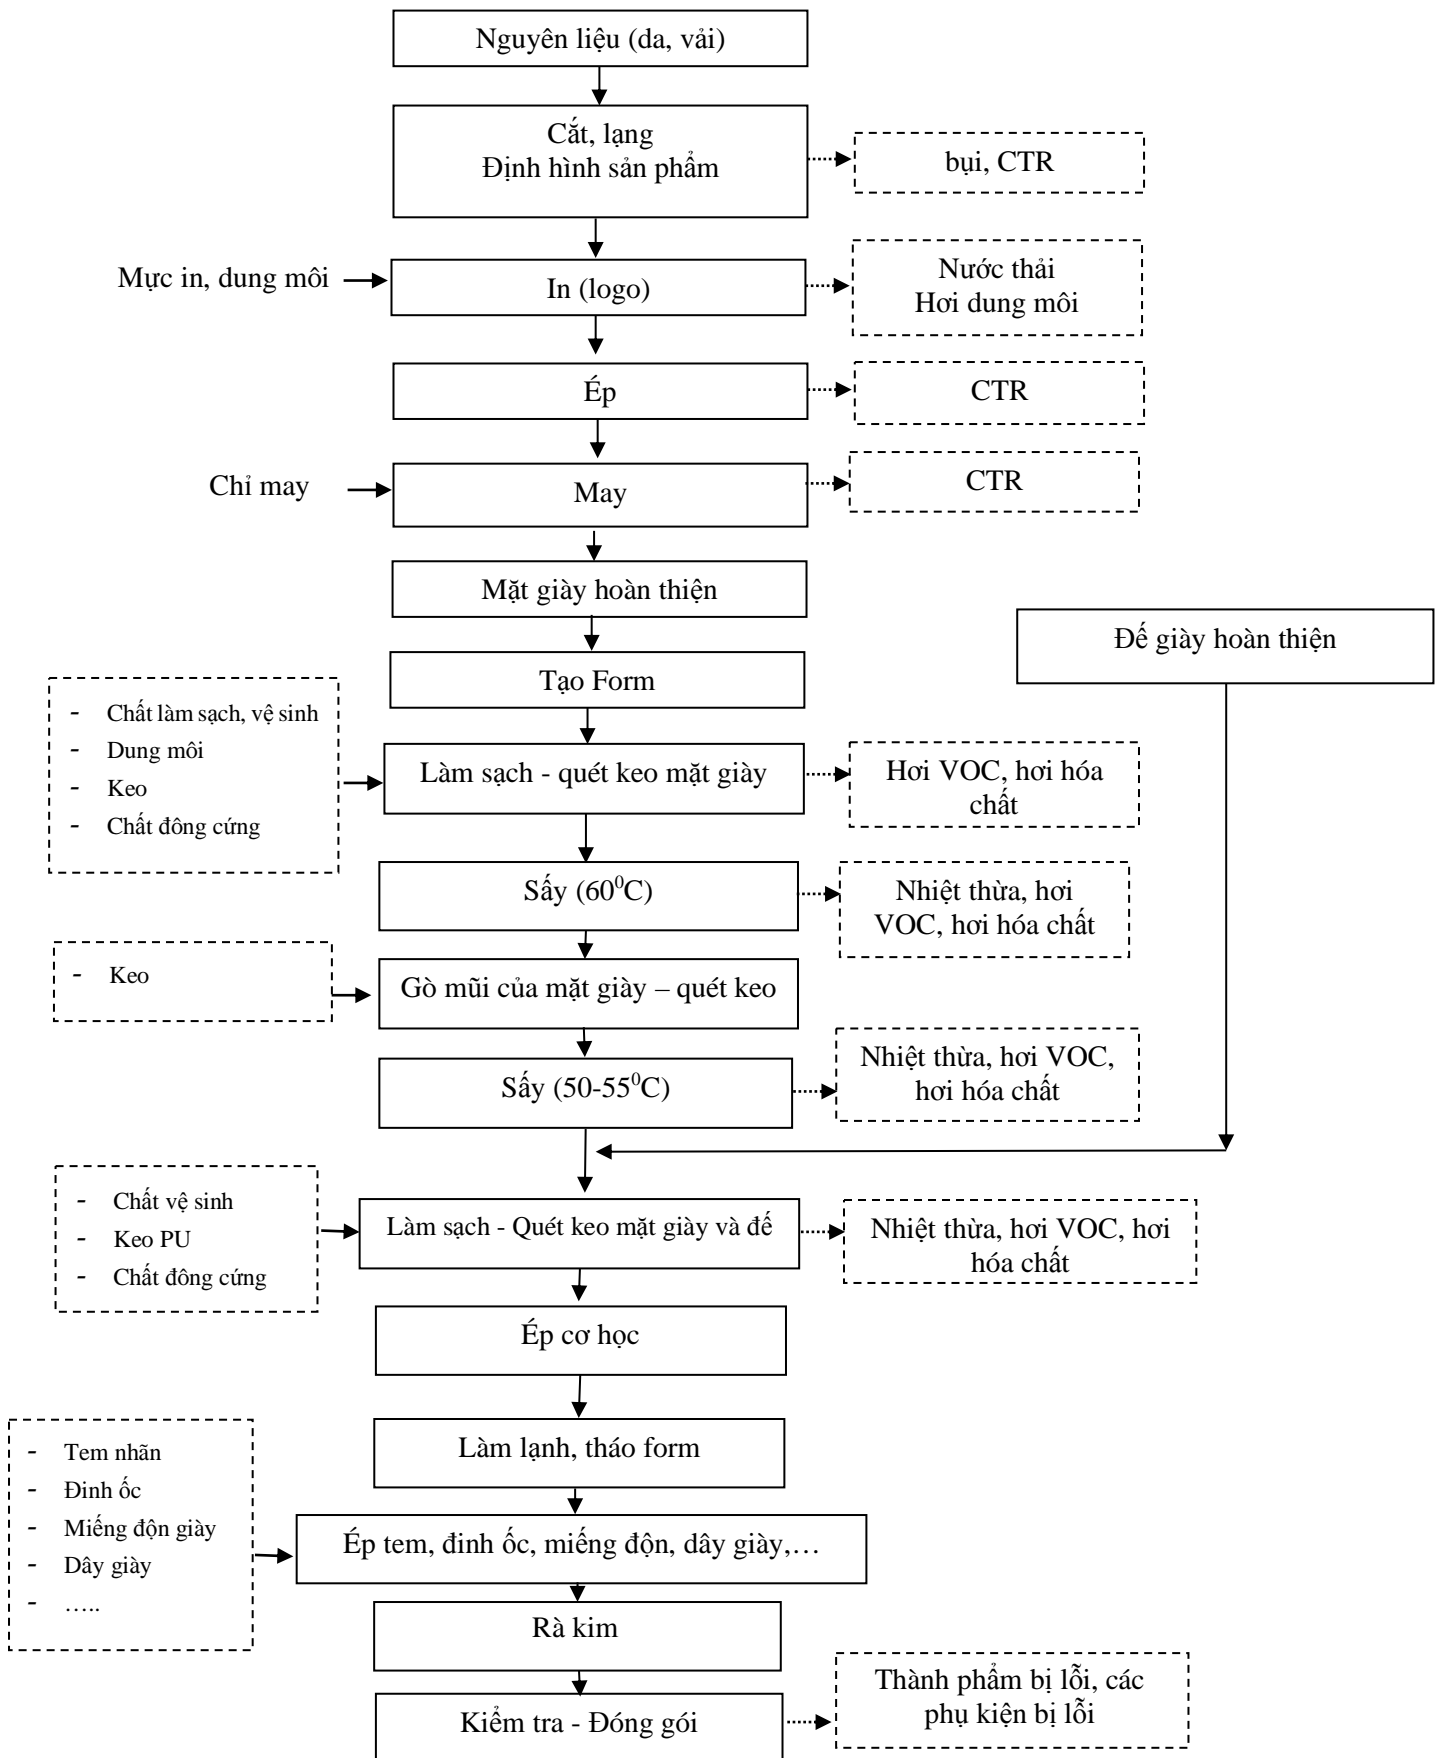 Nguyên liệu (da, vải)
Cắt, lạng
Định hình sản phẩm
bụi, CTR
Mực in, dung môi
In (logo)
Nước thải
Hơi dung môi
Ép
CTR
Chỉ may
May
CTR
Mặt giày hoàn thiện
Đế giày hoàn thiện
Tạo Form
- Chất làm sạch, vệ sinh
- Dung môi
- Keo
- Chất đông cứng
Làm sạch - quét keo mặt giày
Hơi VOC, hơi hóa
chất
Sấy (60⁰C)
Nhiệt thừa, hơi
VOC, hơi hóa chất
- Keo
Gò mũi của mặt giày – quét keo
Sấy (50-55⁰C)
Nhiệt thừa, hơi VOC,
hơi hóa chất
- Chất vệ sinh
- Keo PU
- Chất đông cứng
Làm sạch - Quét keo mặt giày và đế
Nhiệt thừa, hơi VOC, hơi
hóa chất
Ép cơ học
Làm lạnh, tháo form
- Tem nhãn
- Đinh ốc
- Miếng độn giày
- Dây giày
- …..
Ép tem, đinh ốc, miếng độn, dây giày,…
Rà kim
Kiểm tra - Đóng gói
Thành phẩm bị lỗi, các
phụ kiện bị lỗi